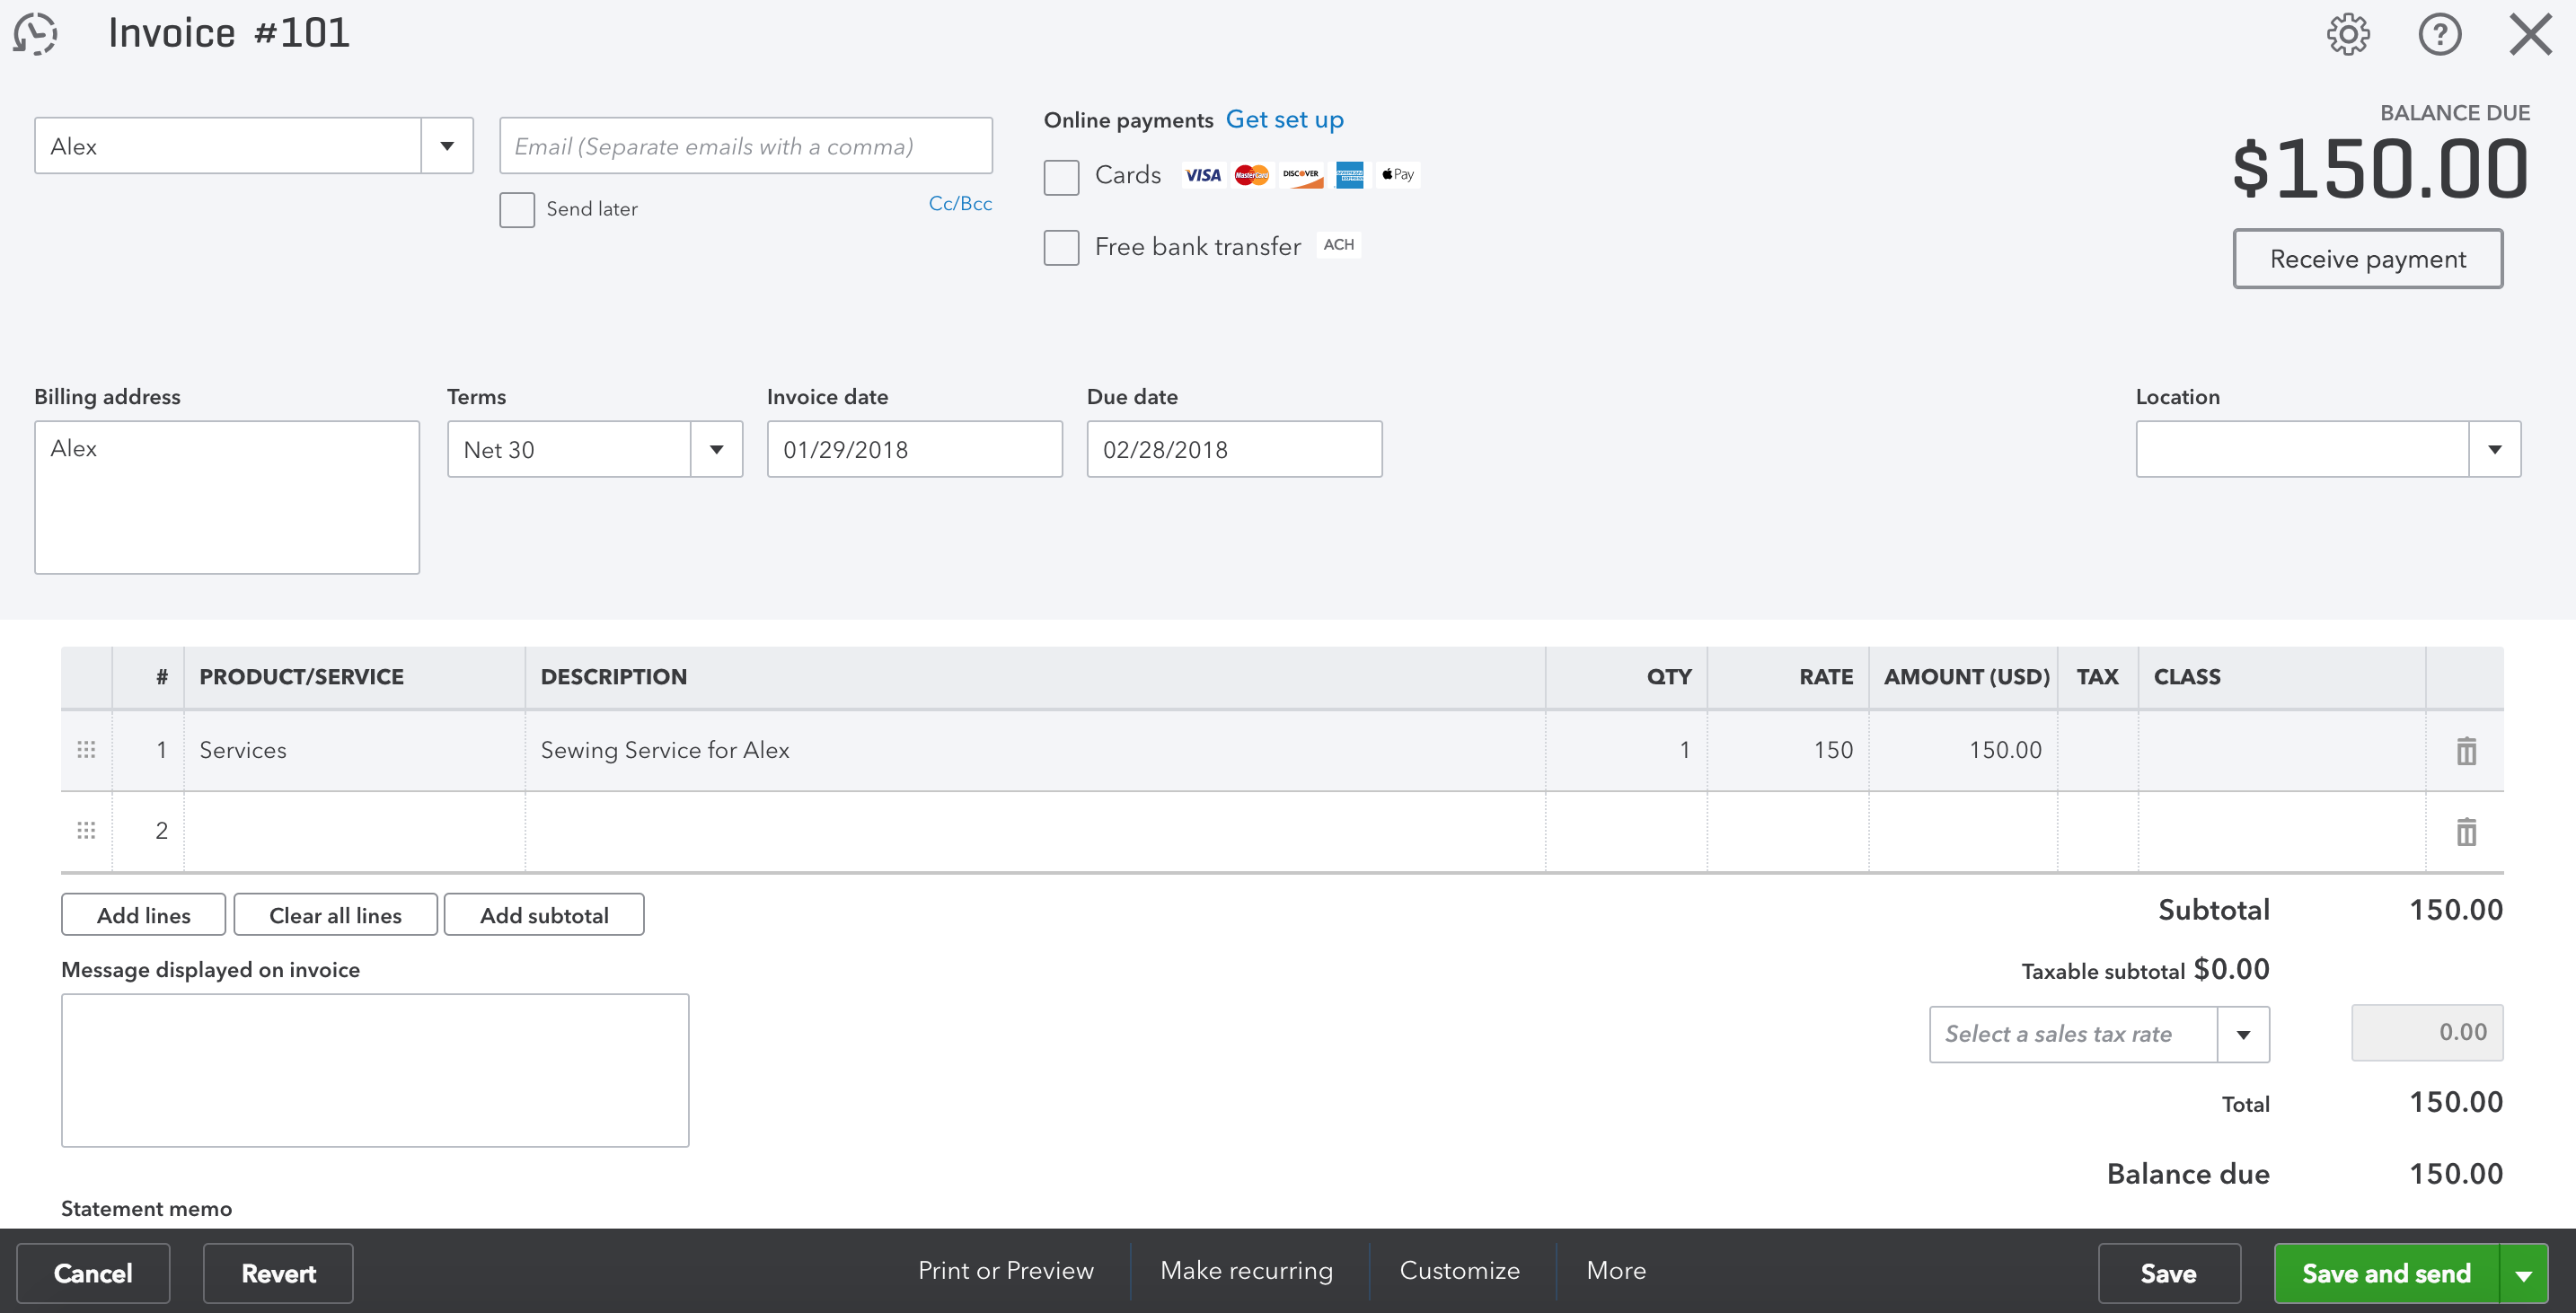 Invoice #101
BALANCE DUE
$150.00
Receive payment
Alex
Email (Separate emails with a comma)
Send later
Cc/Bcc
Online payments Get set up
Cards VISA MasterCard DISCOVER AMERICAN EXPRESS Pay
Free bank transfer ACH
Billing address
Alex
Terms
Net 30
Invoice date
01/29/2018
Due date
02/28/2018
Location
# PRODUCT/SERVICE DESCRIPTION QTY RATE AMOUNT (USD) TAX CLASS
1 Services Sewing Service for Alex 1 150 150.00
2
Add lines Clear all lines Add subtotal
Subtotal 150.00
Message displayed on invoice
Taxable subtotal $0.00
Select a sales tax rate 0.00
Total 150.00
Balance due 150.00
Statement memo
Cancel Revert Print or Preview Make recurring Customize More Save Save and send